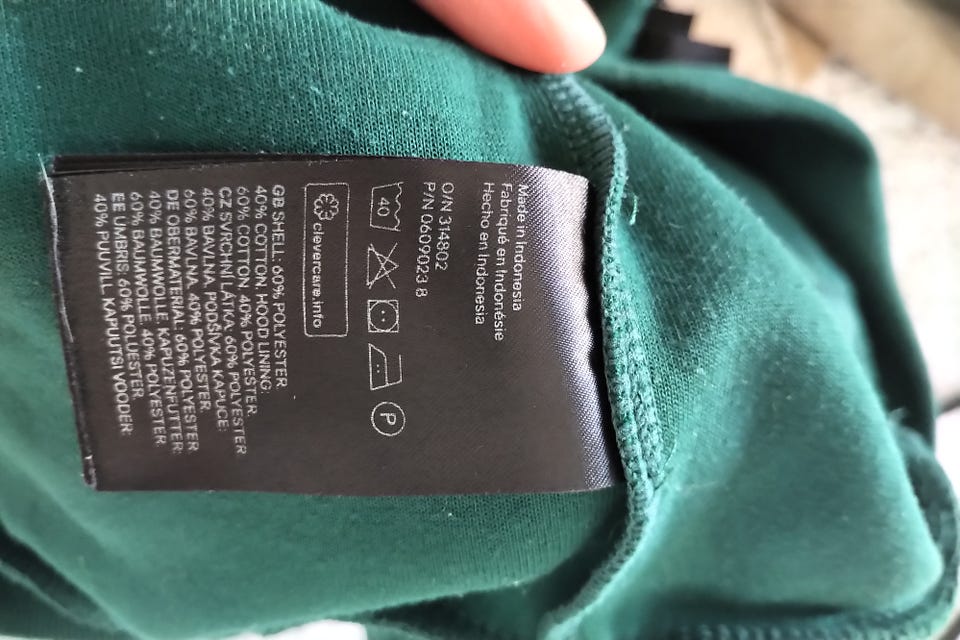 Made in Indonesia
Fabriqué en Indonésie
Hecho en Indonesia
O/N 314802
P/N 0609023 8
40
P
clevercare.info
GB SHELL: 60% POLYESTER
40% COTTON. HOOD LINING:
60% COTTON. 40% POLYESTER.
CZ SVRCHNÍ LÁTKA: 60% POLYESTER
40% BAVLNA. PODŠÍVKA KAPUCE:
60% BAVLNA. 40% POLYESTER.
DE OBERMATERIAL: 60% POLYESTER
40% BAUMWOLLE. KAPUZENFUTTER:
60% BAUMWOLLE. 40% POLYESTER.
EE ÜMBRIS: 60% POLÜESTER
40% PUUVILL KAPUUTSI VOODER: